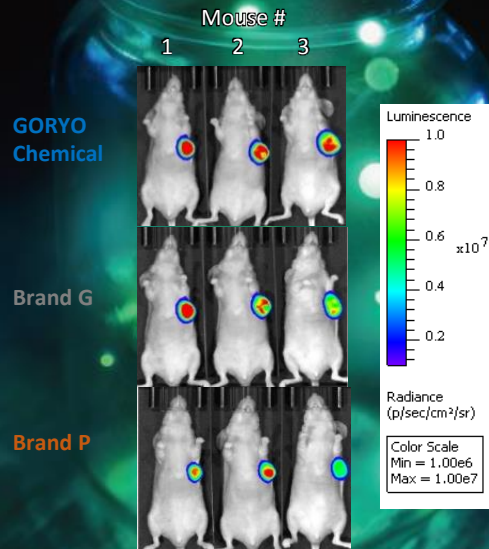 Mouse #
1 2 3
GORYO
Chemical
Brand G
Brand P
Luminescence
1.0
0.8
0.6
x10⁷
0.4
0.2
Radiance
(p/sec/cm²/sr)
Color Scale
Min = 1.00e6
Max = 1.00e7